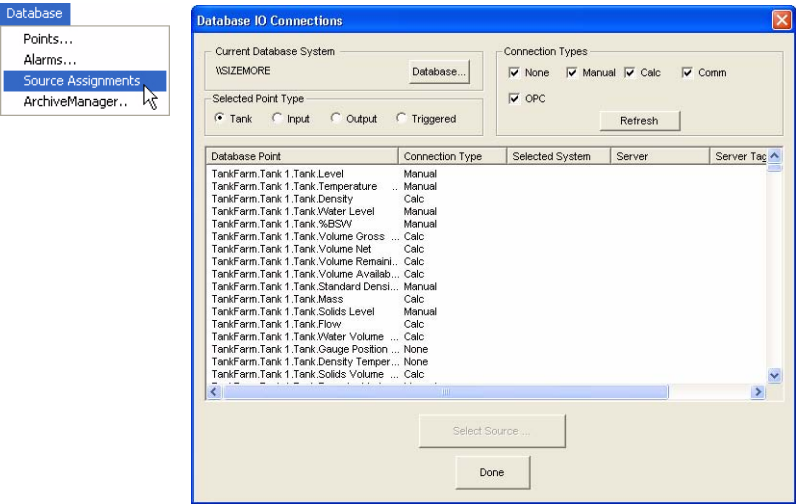 Database
Points...
Alarms...
Source Assignments
ArchiveManager..
Database IO Connections
Current Database System
\\SIZEMORE
Database...
Connection Types
None Manual Calc Comm
OPC
Refresh
Selected Point Type
Tank Input Output Triggered
Database Point Connection Type Selected System Server Server Tag
TankFarm.Tank 1.Tank.Level Manual
TankFarm.Tank 1.Tank.Temperature .. Manual
TankFarm.Tank 1.Tank.Density Calc
TankFarm.Tank 1.Tank.Water Level Manual
TankFarm.Tank 1.Tank.%BSW Manual
TankFarm.Tank 1.Tank.Volume Gross ... Calc
TankFarm.Tank 1.Tank.Volume Net Calc
TankFarm.Tank 1.Tank.Volume Remaini.. Calc
TankFarm.Tank 1.Tank.Volume Availab... Calc
TankFarm.Tank 1.Tank.Standard Densi... Manual
TankFarm.Tank 1.Tank.Mass Calc
TankFarm.Tank 1.Tank.Solids Level Manual
TankFarm.Tank 1.Tank.Flow Calc
TankFarm.Tank 1.Tank.Water Volume ... Calc
TankFarm.Tank 1.Tank.Gauge Position ... None
TankFarm.Tank 1.Tank.Density Temper... None
TankFarm.Tank 1.Tank.Solids Volume ... Calc
Select Source ...
Done